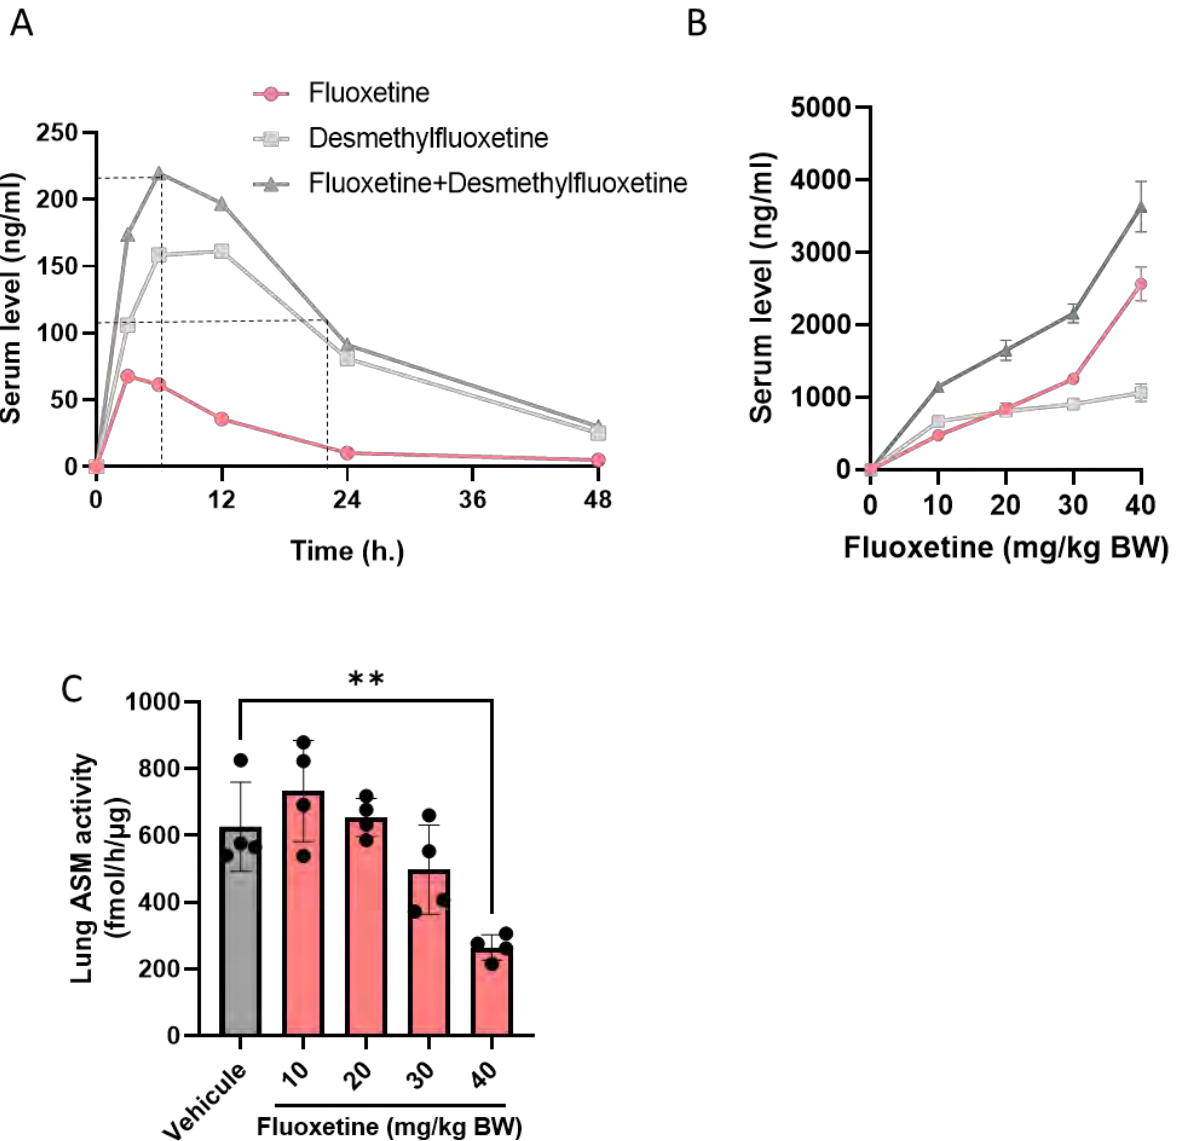 A
Fluoxetine
Desmethylfluoxetine
Fluoxetine+Desmethylfluoxetine
Serum level (ng/ml)
250
200
150
100
50
0
0 12 24 36 48
Time (h.)
B
Serum level (ng/ml)
5000
4000
3000
2000
1000
0
0 10 20 30 40
Fluoxetine (mg/kg BW)
C
**
Lung ASM activity
(fmol/h/µg)
1000
800
600
400
200
0
Vehicule 10 20 30 40
Fluoxetine (mg/kg BW)